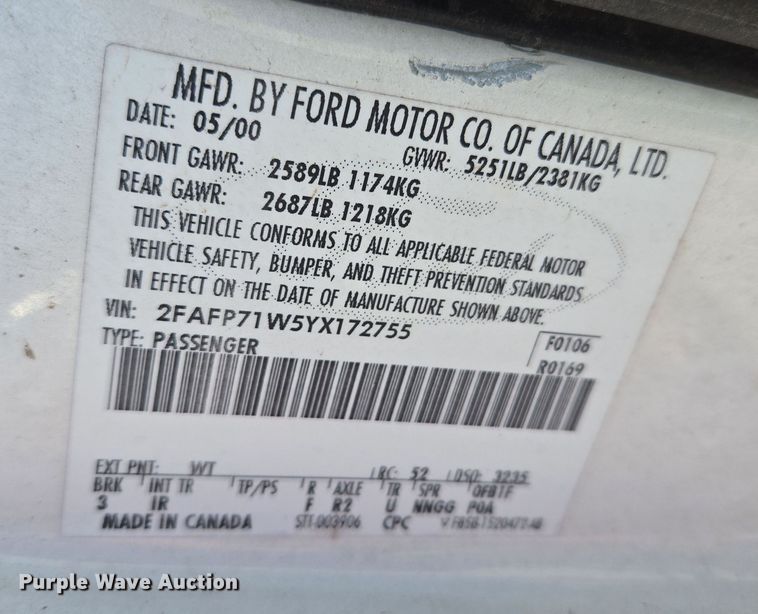 MFD. BY FORD MOTOR CO. OF CANADA, LTD.
DATE: 05/00 GVWR: 5251LB/2381KG
FRONT GAWR: 2589LB 1174KG
REAR GAWR: 2687LB 1218KG
THIS VEHICLE CONFORMS TO ALL APPLICABLE FEDERAL MOTOR
VEHICLE SAFETY, BUMPER, AND THEFT PREVENTION STANDARDS
IN EFFECT ON THE DATE OF MANUFACTURE SHOWN ABOVE.
VIN: 2FAFP71W5YX172755
TYPE: PASSENGER
F0106
R0169
EXT PNT: WT RC: 52 DSO: 3235
BRK INT TR TP/PS R AXLE TR SPR
3 IR F R2 U NNGG POA
MADE IN CANADA CPC
Purple Wave Auction